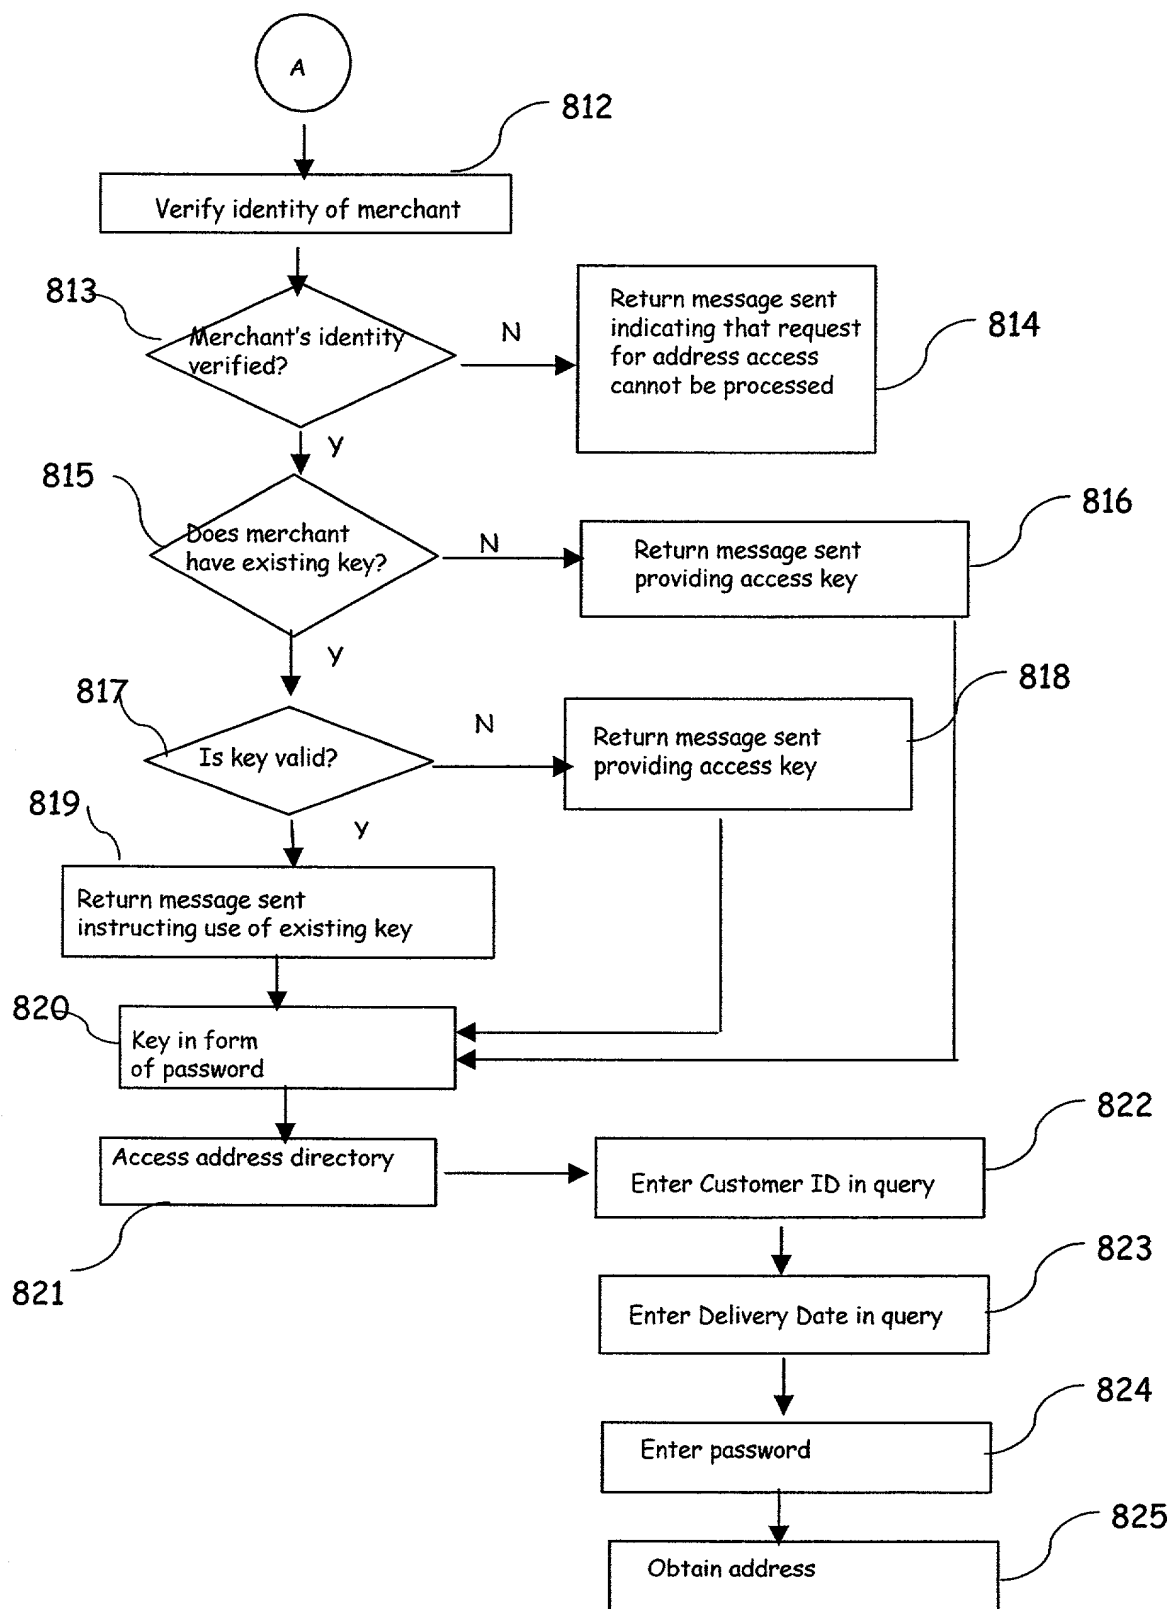 A
812
Verify identity of merchant
813
Merchant's identity
verified?
N
Return message sent
indicating that request
for address access
cannot be processed
814
Y
815
Does merchant
have existing key?
N
Return message sent
providing access key
816
Y
817
Is key valid?
N
Return message sent
providing access key
818
Y
819
Return message sent
instructing use of existing key
820
Key in form
of password
Access address directory
821
Enter Customer ID in query
822
Enter Delivery Date in query
823
Enter password
824
Obtain address
825